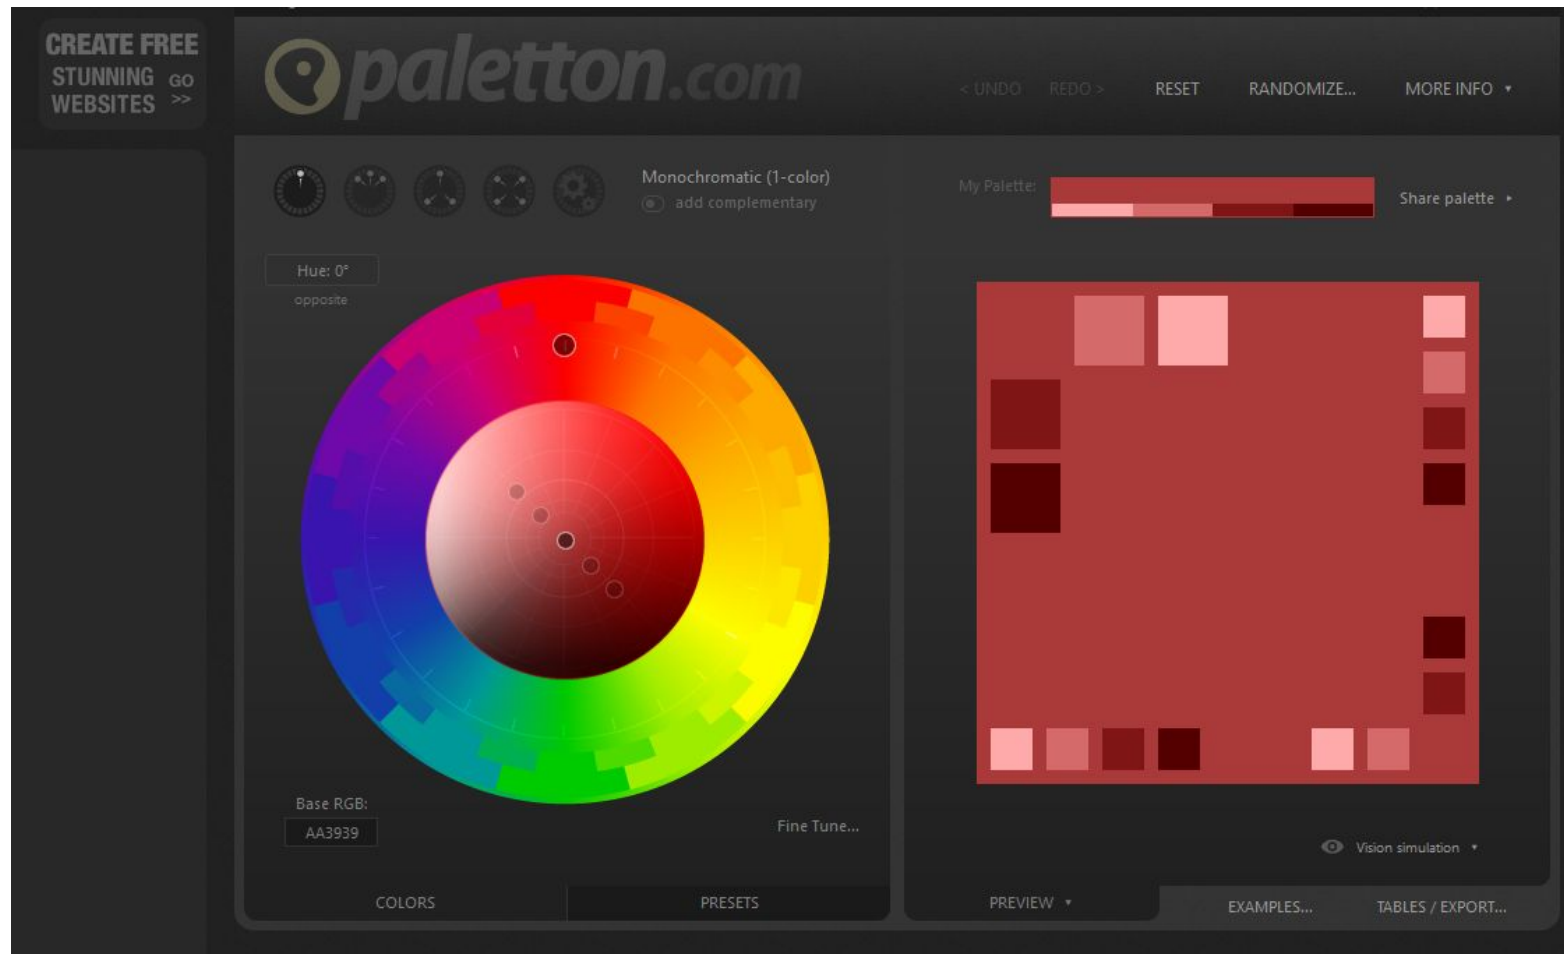 CREATE FREE
STUNNING GO
WEBSITES >>
paletton.com
< UNDO REDO > RESET RANDOMIZE... MORE INFO ▾
Monochromatic (1-color)
add complementary
My Palette:
Share palette ▸
Hue: 0°
opposite
Base RGB:
AA3939
Fine Tune...
Vision simulation ▾
COLORS PRESETS
PREVIEW ▾ EXAMPLES... TABLES / EXPORT...